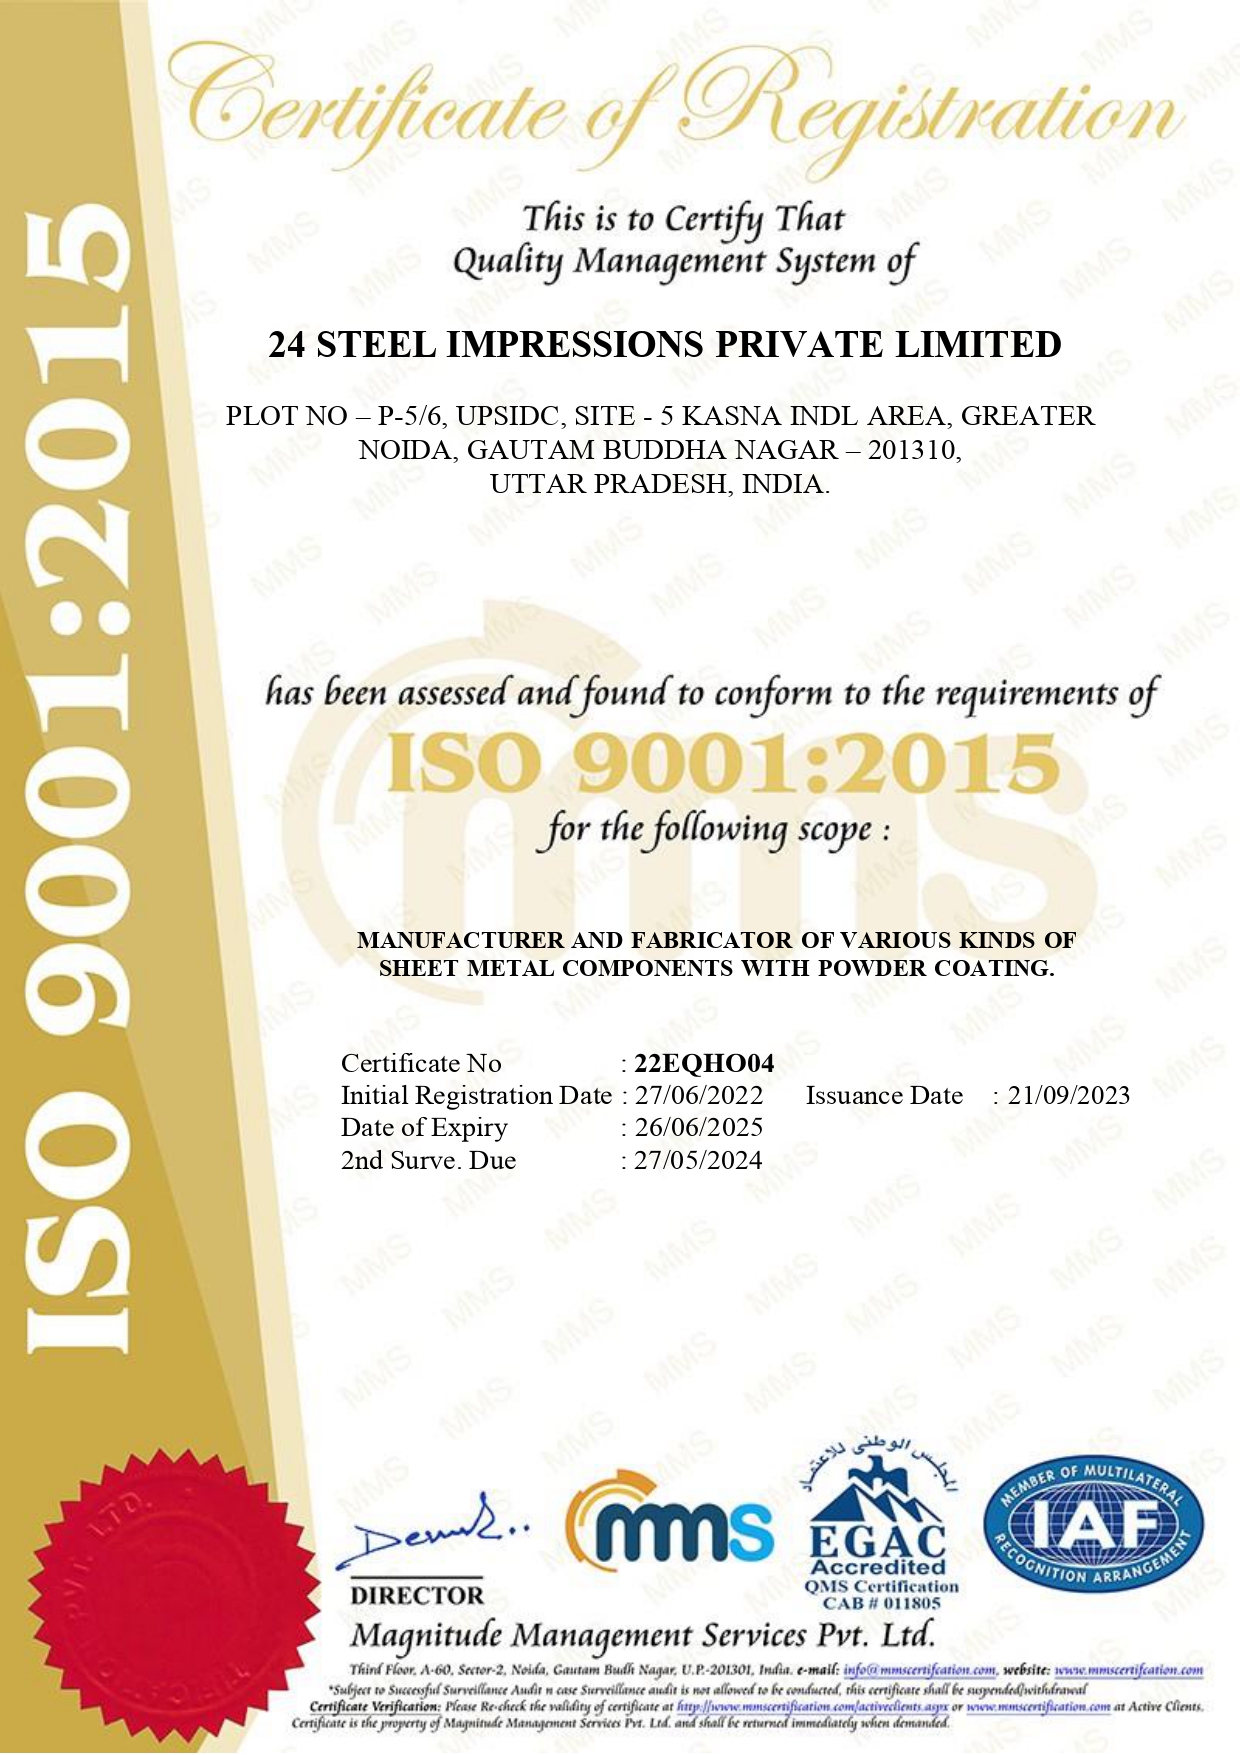 Certificate of Registration
This is to Certify That
Quality Management System of
24 STEEL IMPRESSIONS PRIVATE LIMITED
PLOT NO – P-5/6, UPSIDC, SITE - 5 KASNA INDL AREA, GREATER
NOIDA, GAUTAM BUDDHA NAGAR – 201310,
UTTAR PRADESH, INDIA.
has been assessed and found to conform to the requirements of
ISO 9001:2015
for the following scope :
MANUFACTURER AND FABRICATOR OF VARIOUS KINDS OF
SHEET METAL COMPONENTS WITH POWDER COATING.
Certificate No : 22EQHO04
Initial Registration Date : 27/06/2022 Issuance Date : 21/09/2023
Date of Expiry : 26/06/2025
2nd Surve. Due : 27/05/2024
ISO 9001:2015
DIRECTOR
mms
المجلس الوطني للاعتماد
EGAC
Accredited
QMS Certification
CAB # 011805
MEMBER OF MULTILATERAL
IAF
RECOGNITION ARRANGEMENT
Magnitude Management Services Pvt. Ltd.
Third Floor, A-60, Sector-2, Noida, Gautam Budh Nagar, U.P.-201301, India. e-mail: info@mmscertifcation.com, website: www.mmscertifcation.com
*Subject to Successful Surveillance Audit n case Surveillance audit is not allowed to be conducted, this certificate shall be suspended/withdrawal
Certificate Verification: Please Re-check the validity of certificate at http://www.mmscertification.com/activeclients.aspx or www.mmscertification.com at Active Clients.
Certificate is the property of Magnitude Management Services Pvt. Ltd. and shall be returned immediately when demanded.